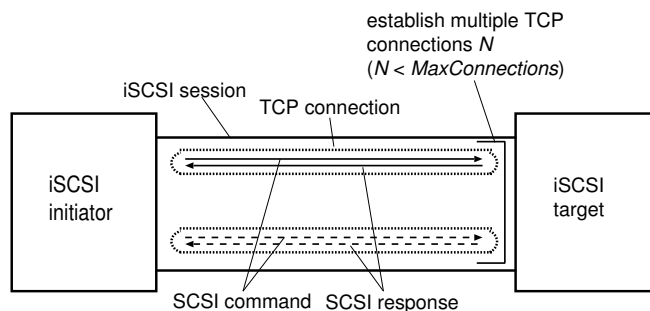 establish multiple TCP
connections N
(N < MaxConnections)
iSCSI session
TCP connection
iSCSI
initiator
iSCSI
target
SCSI command
SCSI response